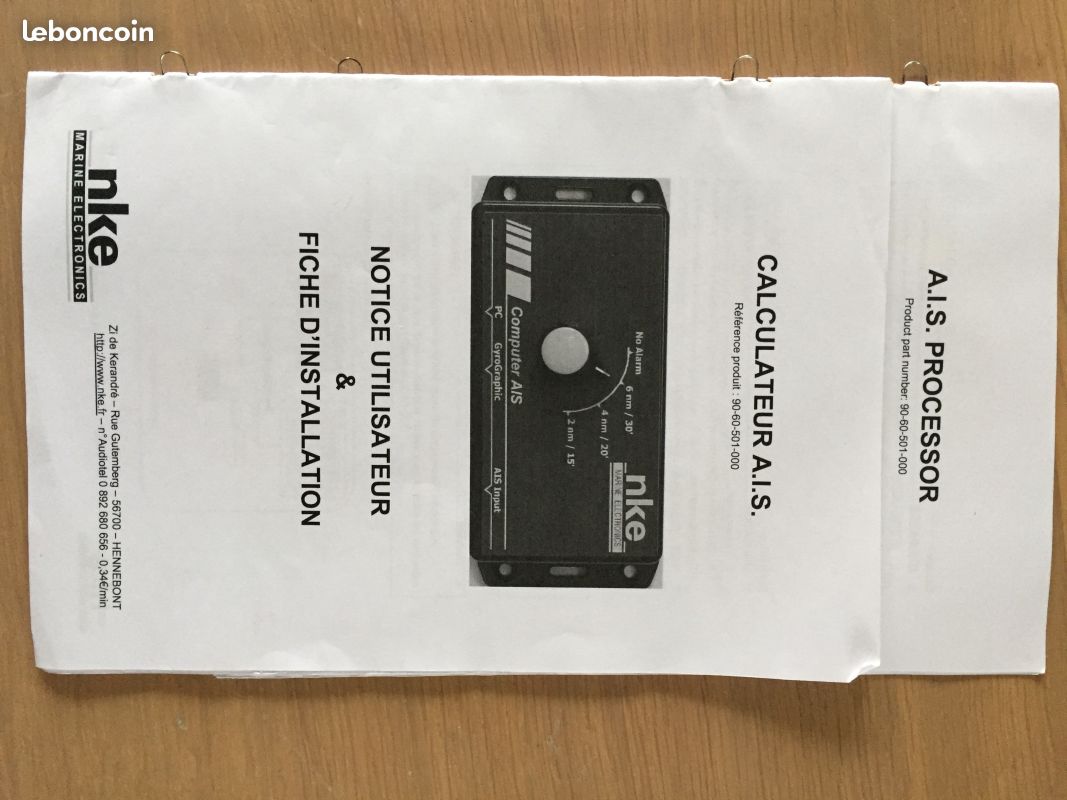 leboncoin
A.I.S. PROCESSOR
Product part number: 90-60-501-000
CALCULATEUR A.I.S.
Référence produit : 90-60-501-000
nke
MARINE ELECTRONICS
No Alarm
6 nm / 30'
4 nm / 20'
2 nm / 15'
Computer AIS
PC
GyroGraphic
AIS Input
NOTICE UTILISATEUR
&
FICHE D'INSTALLATION
nke
MARINE ELECTRONICS
Zi de Kerandré – Rue Gutemberg – 56700 – HENNEBONT
http://www.nke.fr – n°Audiotel 0 892 680 656 - 0,34€/min